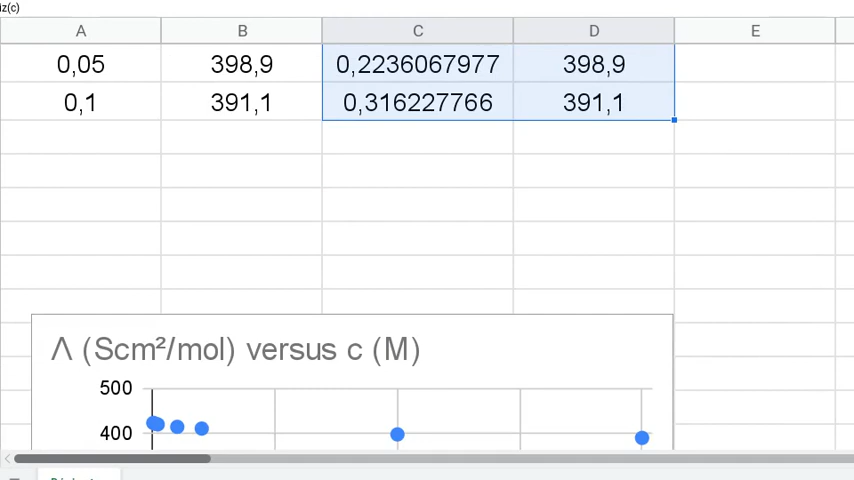 iz(c)
A B C D E
0,05 398,9 0,2236067977 398,9
0,1 391,1 0,316227766 391,1
Λ (Scm²/mol) versus c (M)
500
400